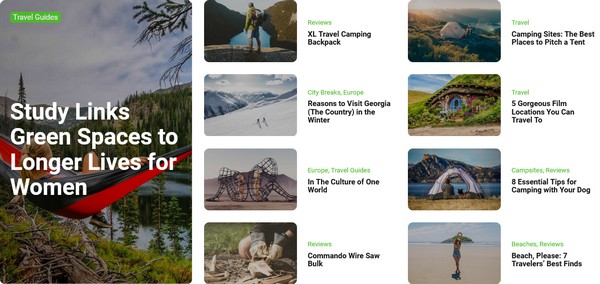 Travel Guides
Study Links
Green Spaces to
Longer Lives for
Women
Reviews
XL Travel Camping
Backpack
City Breaks, Europe
Reasons to Visit Georgia
(The Country) in the
Winter
Europe, Travel Guides
In The Culture of One
World
Reviews
Commando Wire Saw
Bulk
Travel
Camping Sites: The Best
Places to Pitch a Tent
Travel
5 Gorgeous Film
Locations You Can
Travel To
Campsites, Reviews
8 Essential Tips for
Camping with Your Dog
Beaches, Reviews
Beach, Please: 7
Travelers' Best Finds